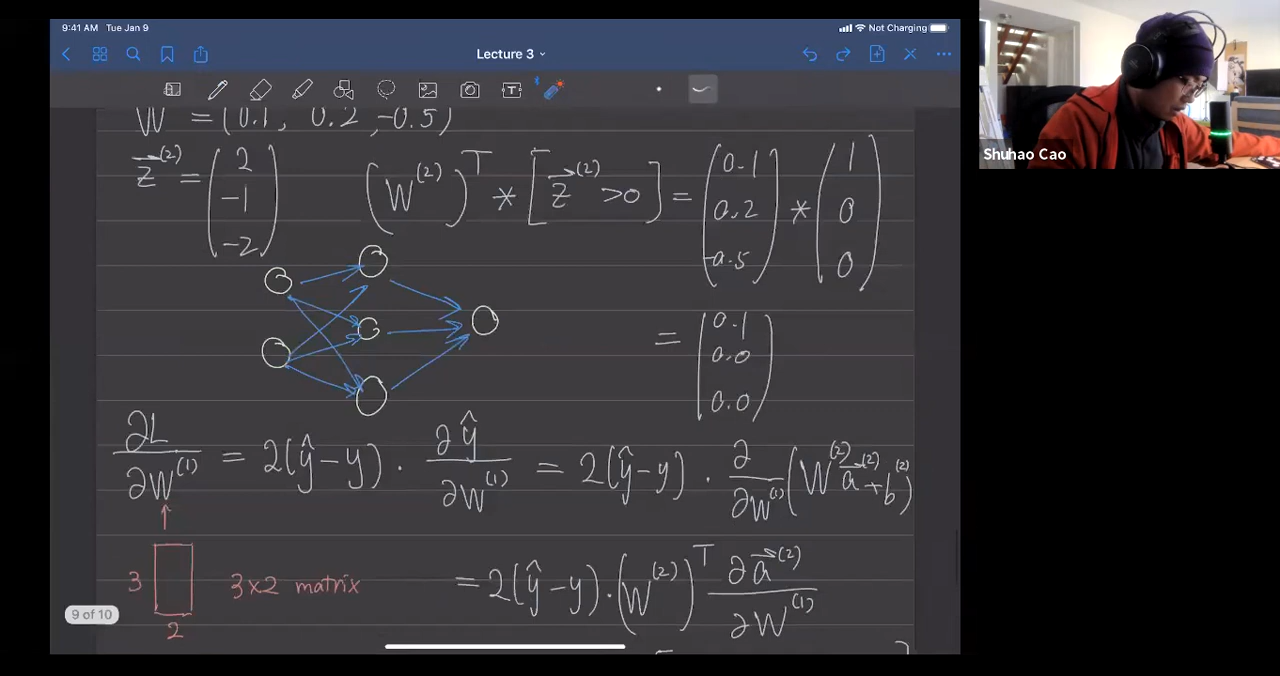 9:41 AM Tue Jan 9
Not Charging
Lecture 3
W = (0.1, 0.2, -0.5)
z⃗^(2) = (2 -1 -2) (W^(2))^T * [z⃗^(2) >0] = (0.1 0.2 -0.5) * (1 0 0)
= (0.1 0.0 0.0)
∂L/∂W^(1) = 2(ŷ-y) · ∂ŷ/∂W^(1) = 2(ŷ-y) · ∂/∂W^(1) (W^(2) a⃗^(2) + b^(2))
= 2(ŷ-y) · (W^(2))^T ∂a⃗^(2)/∂W^(1)
3 3x2 matrix
2
9 of 10
Shuhao Cao